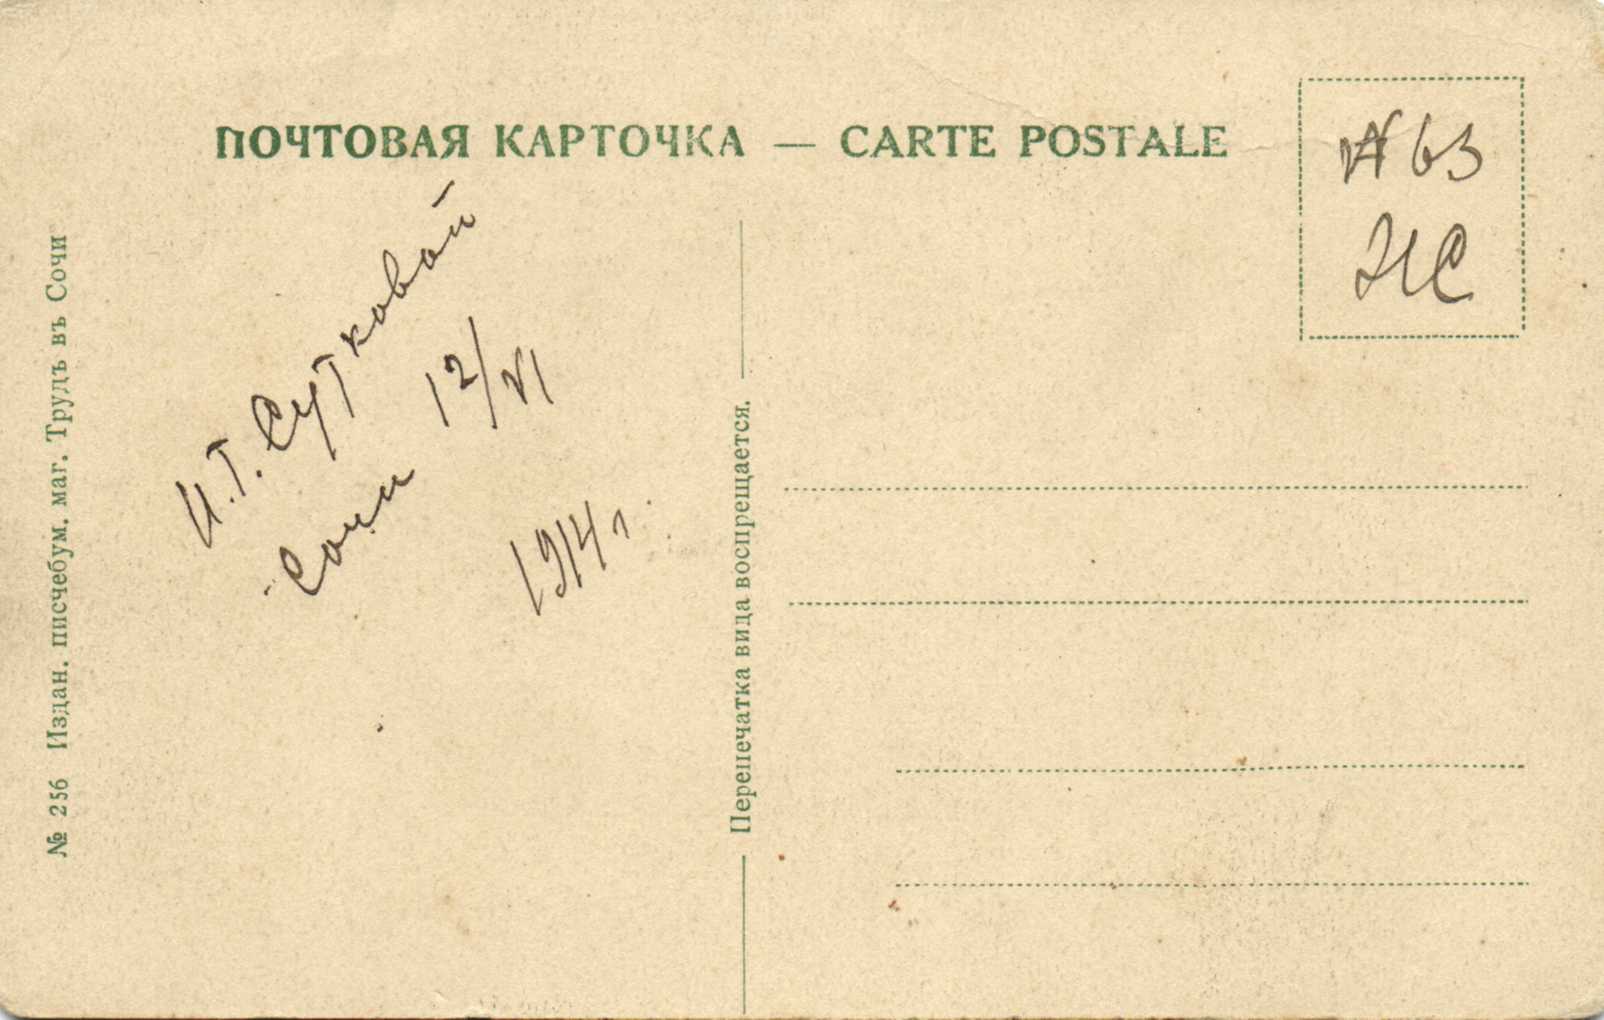 ПОЧТОВАЯ КАРТОЧКА — CARTE POSTALE
№ 63
НС
И.Т. Сутковой
Сочи 12/VI
1914 г.
№ 256 Издан. писчебум. маг. Трудъ въ Сочи
Перепечатка вида воспрещается.